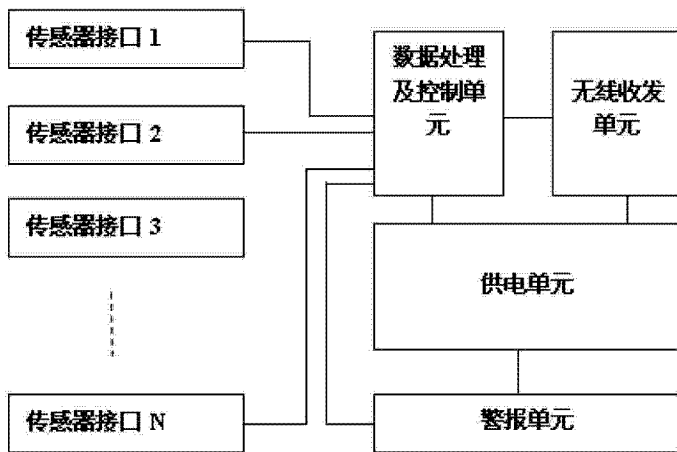 传感器接口 1
传感器接口 2
传感器接口 3
传感器接口 N
数据处理
及控制单
元
无线收发
单元
供电单元
警报单元